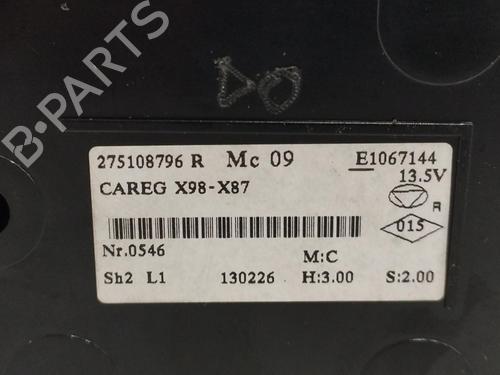 DO
B-PARTS
275108796 R Mc 09 E1067144
13.5V
CAREG X98-X87
R
015
Nr.0546
M:C
Sh2 L1 130226 H:3.00 S:2.00